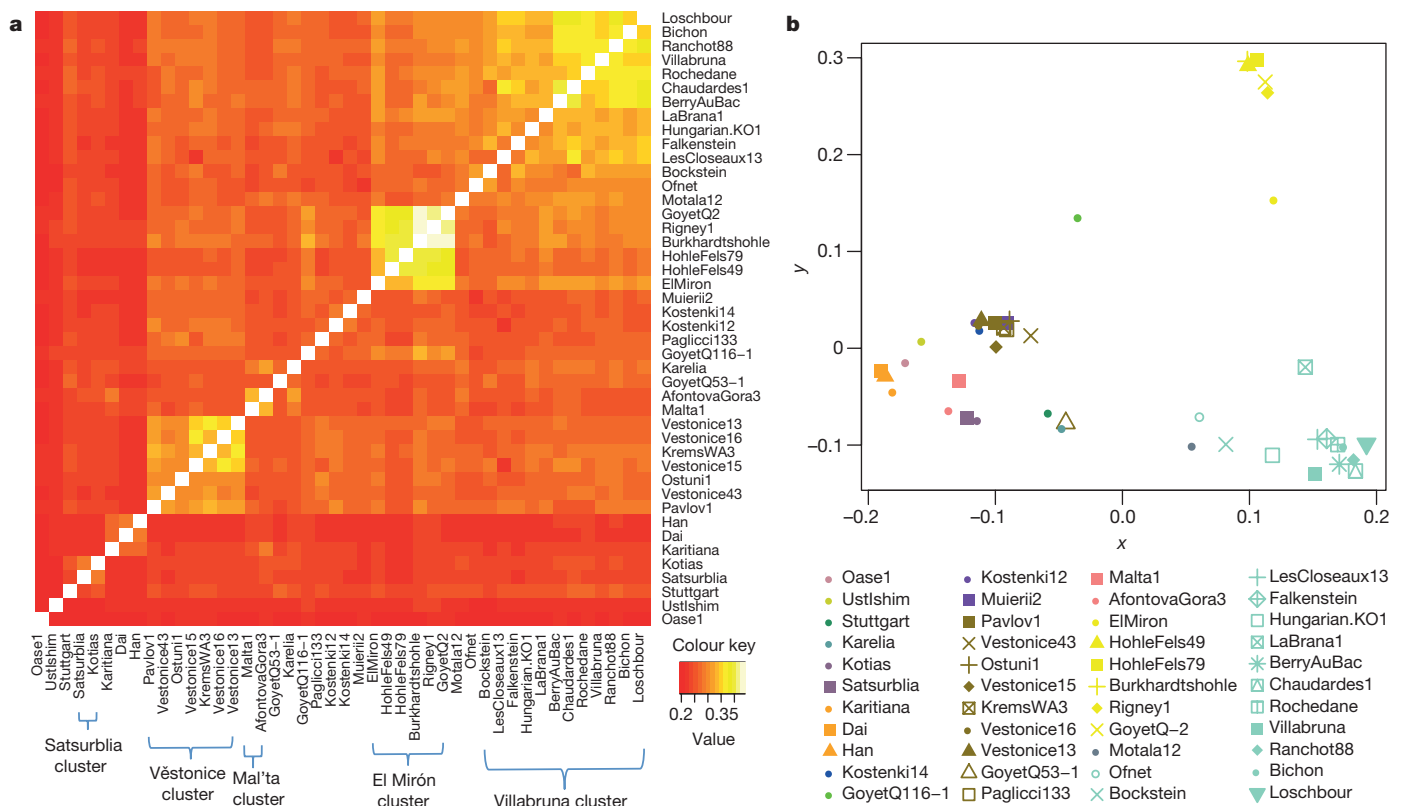 a
Loschbour
Bichon
Ranchot88
Villabruna
Rochedane
Chaudardes1
BerryAuBac
LaBrana1
Hungarian.KO1
Falkenstein
LesCloseaux13
Bockstein
Ofnet
Motala12
GoyetQ2
Rigney1
Burkhardtshohle
HohleFels79
HohleFels49
ElMiron
Muierii2
Kostenki14
Kostenki12
Paglicci133
GoyetQ116−1
Karelia
GoyetQ53−1
AfontovaGora3
Malta1
Vestonice13
Vestonice16
KremsWA3
Vestonice15
Ostuni1
Vestonice43
Pavlov1
Han
Dai
Karitiana
Kotias
Satsurblia
Stuttgart
UstIshim
Oase1
Oase1
UstIshim
Stuttgart
Satsurblia
Kotias
Karitiana
Dai
Han
Pavlov1
Vestonice43
Ostuni1
Vestonice15
KremsWA3
Vestonice16
Vestonice13
Malta1
AfontovaGora3
GoyetQ53−1
Karelia
GoyetQ116−1
Paglicci133
Kostenki12
Kostenki14
Muierii2
ElMiron
HohleFels49
HohleFels79
Burkhardtshohle
Rigney1
GoyetQ2
Motala12
Ofnet
Bockstein
LesCloseaux13
Falkenstein
Hungarian.KO1
LaBrana1
BerryAuBac
Chaudardes1
Rochedane
Villabruna
Ranchot88
Bichon
Loschbour
Satsurblia
cluster
Věstonice
cluster
Mal'ta
cluster
El Mirón
cluster
Villabruna cluster
Colour key
0.2 0.35
Value
b
y
0.3
0.2
0.1
0
−0.1
−0.2 −0.1 0.0 0.1 0.2
x
Oase1
UstIshim
Stuttgart
Karelia
Kotias
Satsurblia
Karitiana
Dai
Han
Kostenki14
GoyetQ116−1
Kostenki12
Muierii2
Pavlov1
Vestonice43
Ostuni1
Vestonice15
KremsWA3
Vestonice16
Vestonice13
GoyetQ53−1
Paglicci133
Malta1
AfontovaGora3
ElMiron
HohleFels49
HohleFels79
Burkhardtshohle
Rigney1
GoyetQ-2
Motala12
Ofnet
Bockstein
LesCloseaux13
Falkenstein
Hungarian.KO1
LaBrana1
BerryAuBac
Chaudardes1
Rochedane
Villabruna
Ranchot88
Bichon
Loschbour